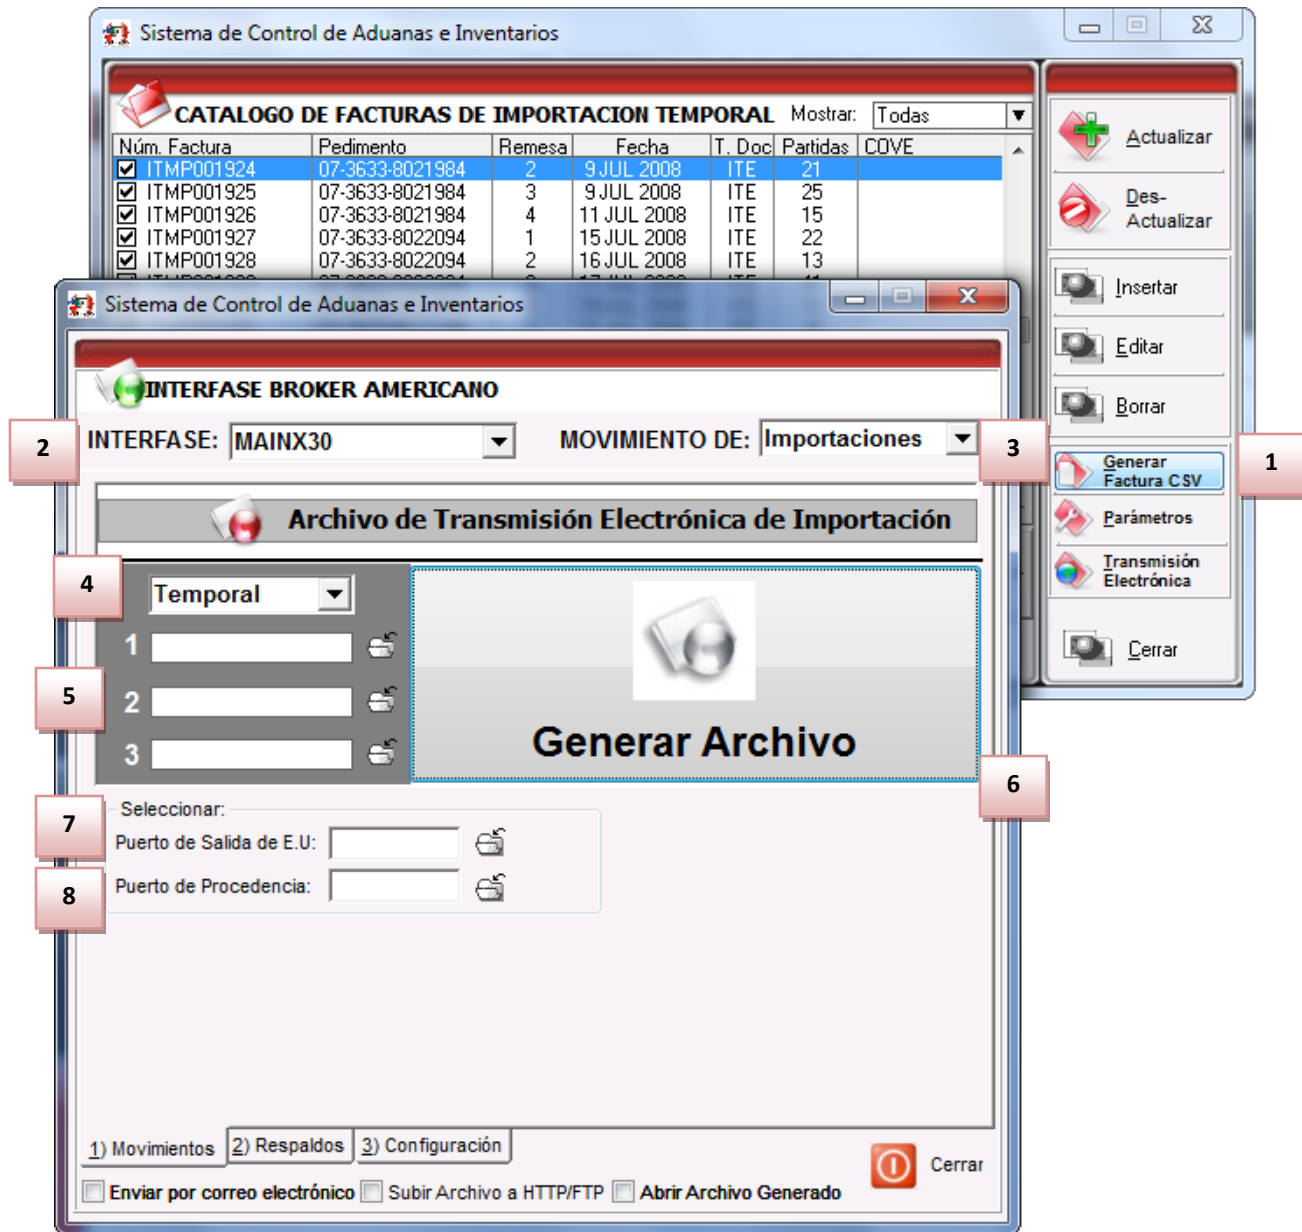 Sistema de Control de Aduanas e Inventarios
CATALOGO DE FACTURAS DE IMPORTACION TEMPORAL Mostrar: Todas
Núm. Factura Pedimento Remesa Fecha T. Doc Partidas COVE
ITMP001924 07-3633-8021984 2 9 JUL 2008 ITE 21
ITMP001925 07-3633-8021984 3 9 JUL 2008 ITE 25
ITMP001926 07-3633-8021984 4 11 JUL 2008 ITE 15
ITMP001927 07-3633-8022094 1 15 JUL 2008 ITE 22
ITMP001928 07-3633-8022094 2 16 JUL 2008 ITE 13
Actualizar
Des-
Actualizar
Insertar
Editar
Borrar
Generar
Factura CSV
1
Parámetros
Transmisión
Electrónica
Cerrar
Sistema de Control de Aduanas e Inventarios
INTERFASE BROKER AMERICANO
2
INTERFASE: MAINX30 MOVIMIENTO DE: Importaciones
3
Archivo de Transmisión Electrónica de Importación
4
Temporal
1
5
2
3
Generar Archivo
6
Seleccionar:
7
Puerto de Salida de E.U:
8
Puerto de Procedencia:
1) Movimientos 2) Respaldos 3) Configuración
Cerrar
Enviar por correo electrónico Subir Archivo a HTTP/FTP Abrir Archivo Generado